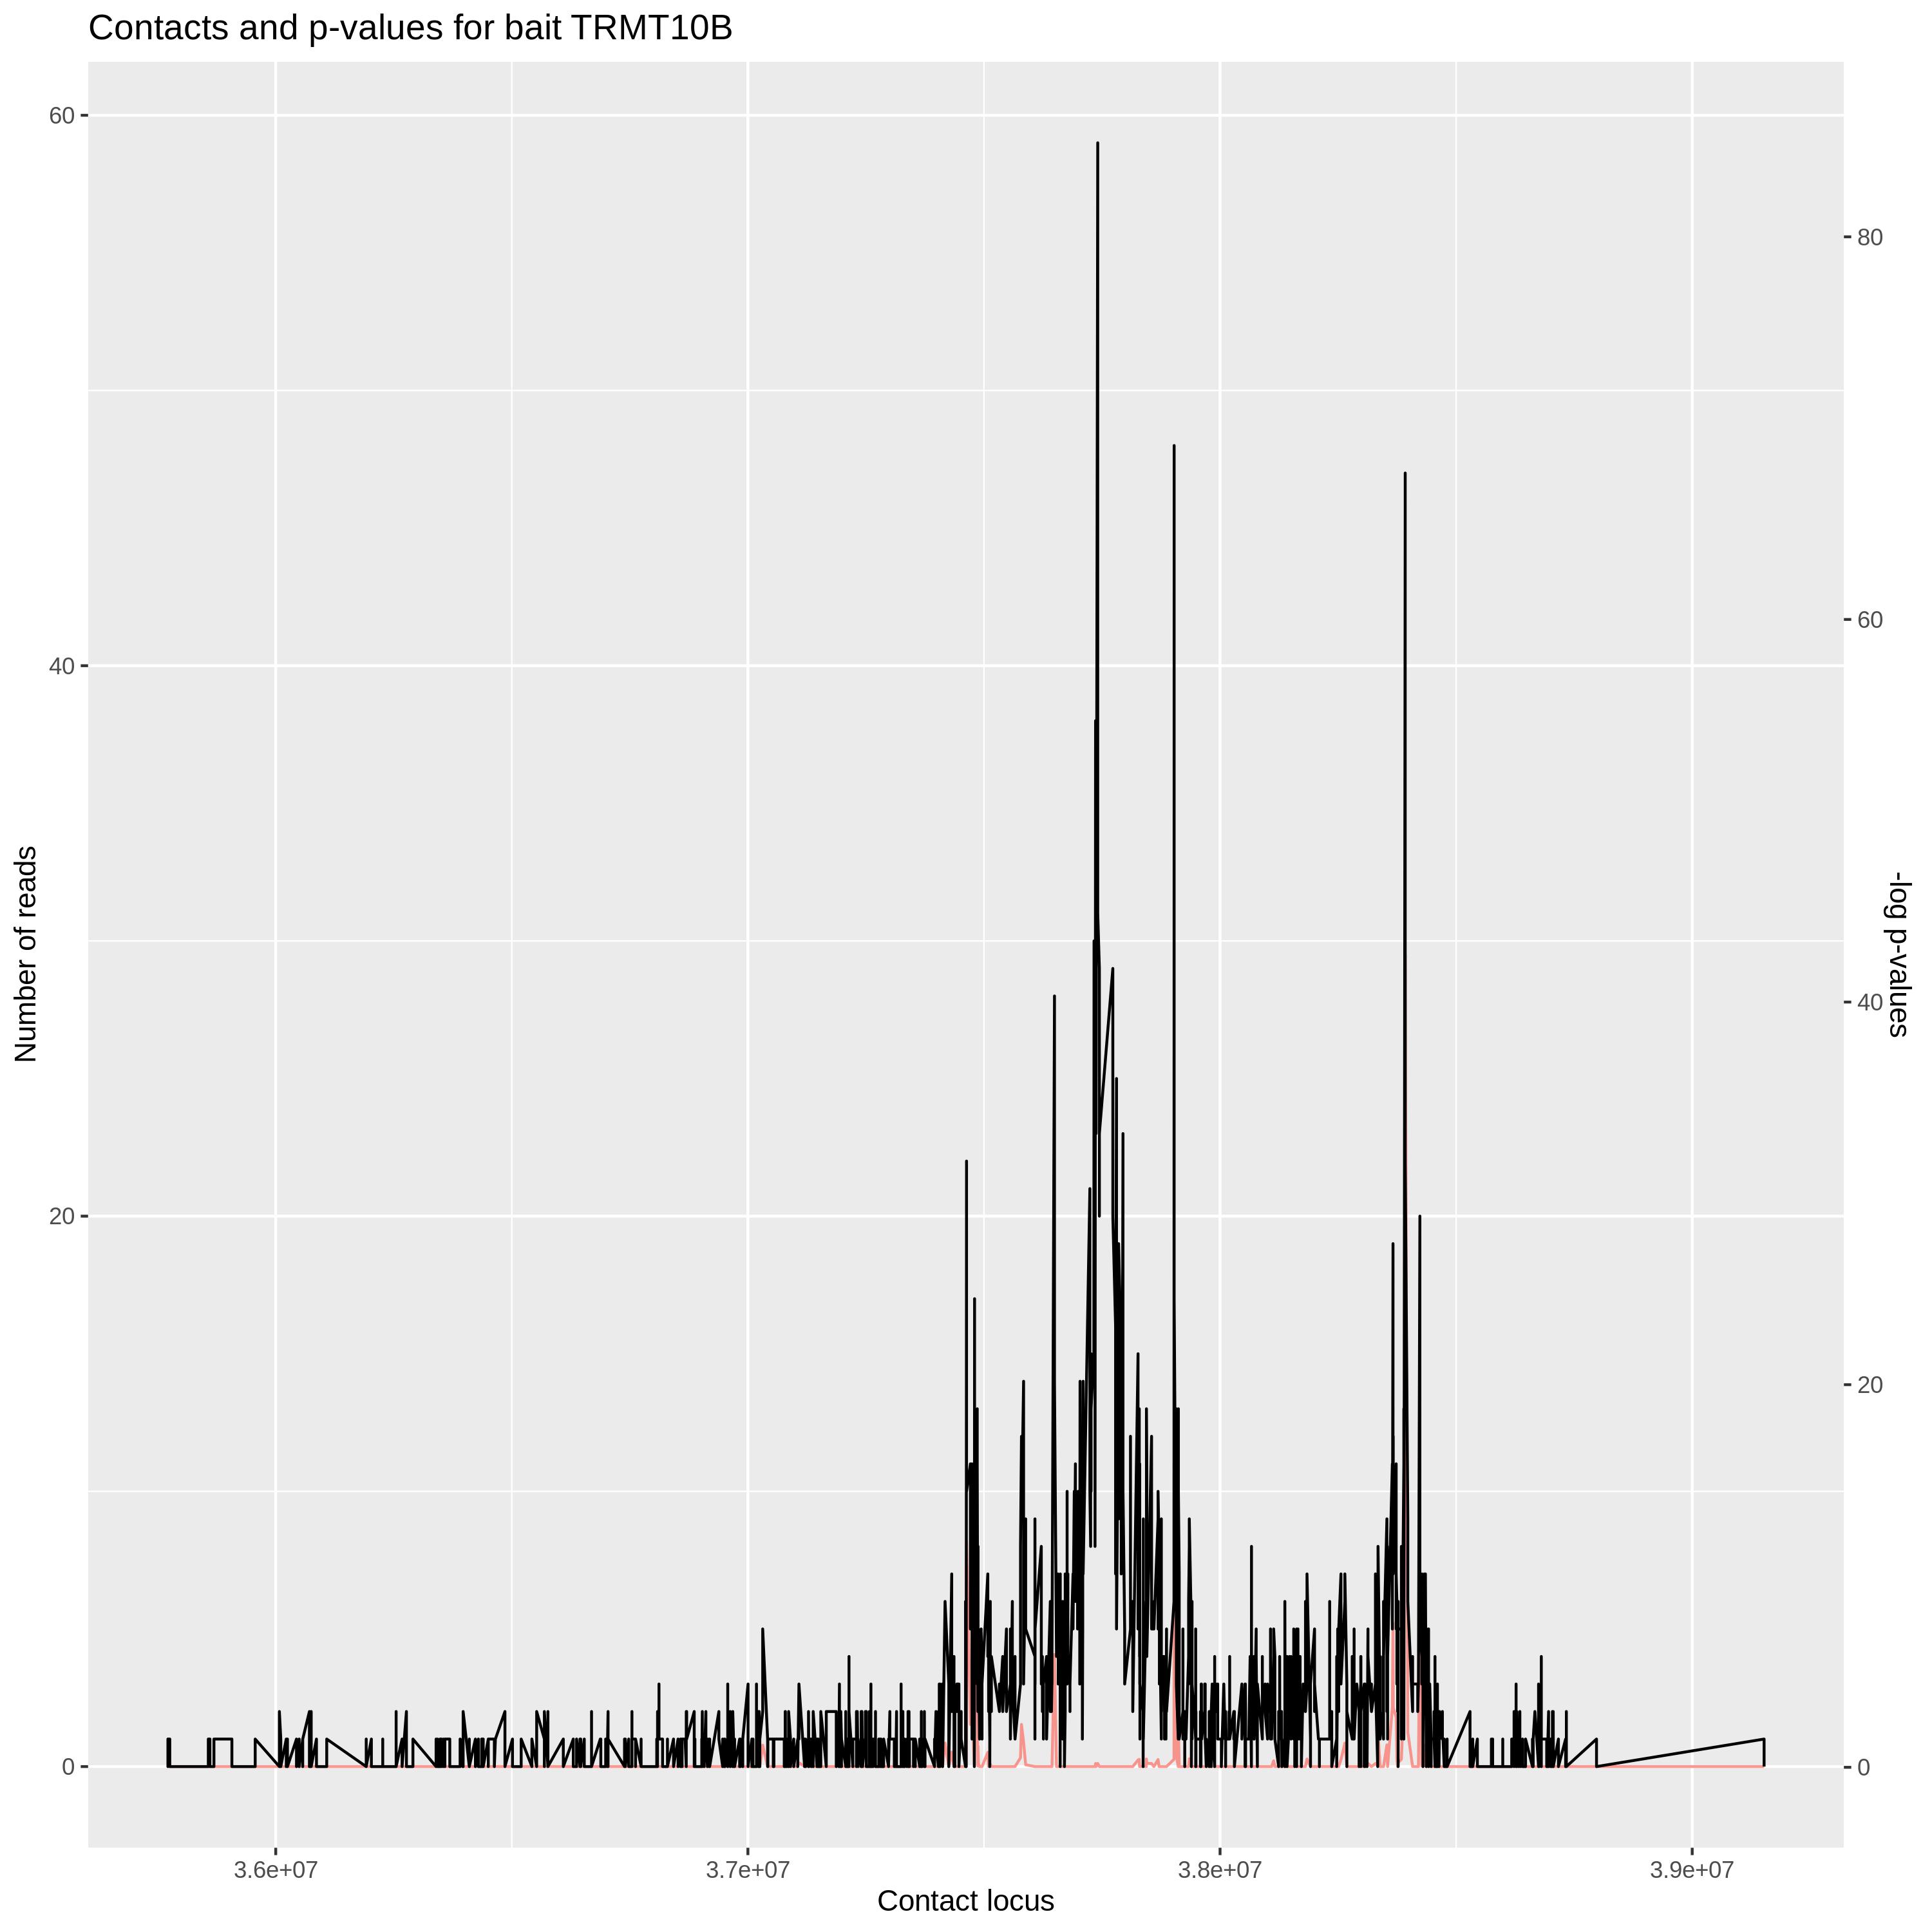 Contacts and p-values for bait TRMT10B
60
40
20
0
Number of reads
80
60
40
20
0
-log p-values
3.6e+07
3.7e+07
3.8e+07
3.9e+07
Contact locus